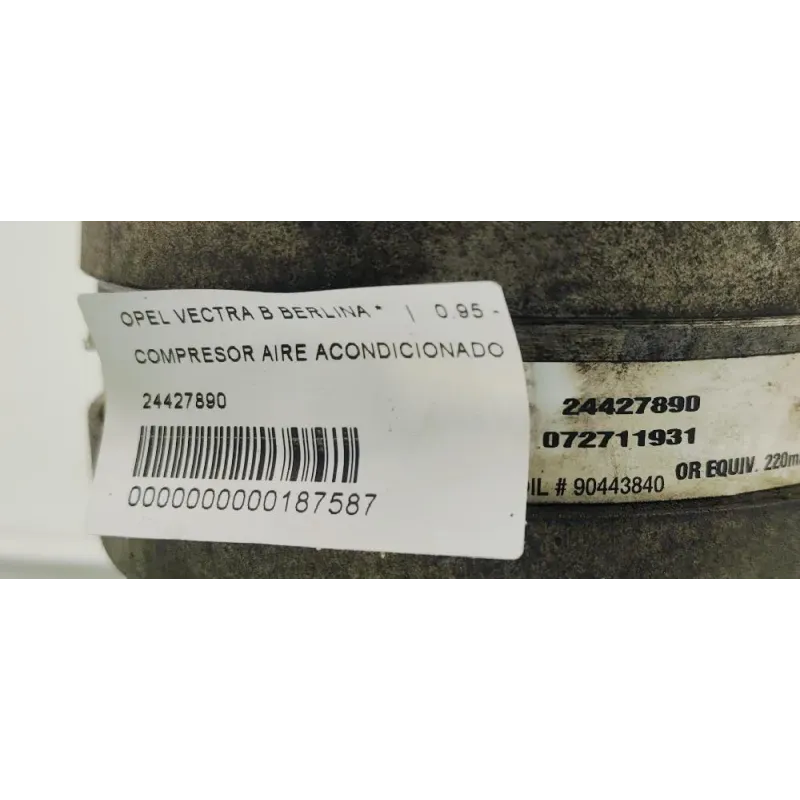 OPEL VECTRA B BERLINA * | 0.95 -
COMPRESOR AIRE ACONDICIONADO
24427890
0000000000187587
24427890
072711931
OIL # 90443840 OR EQUIV. 220m